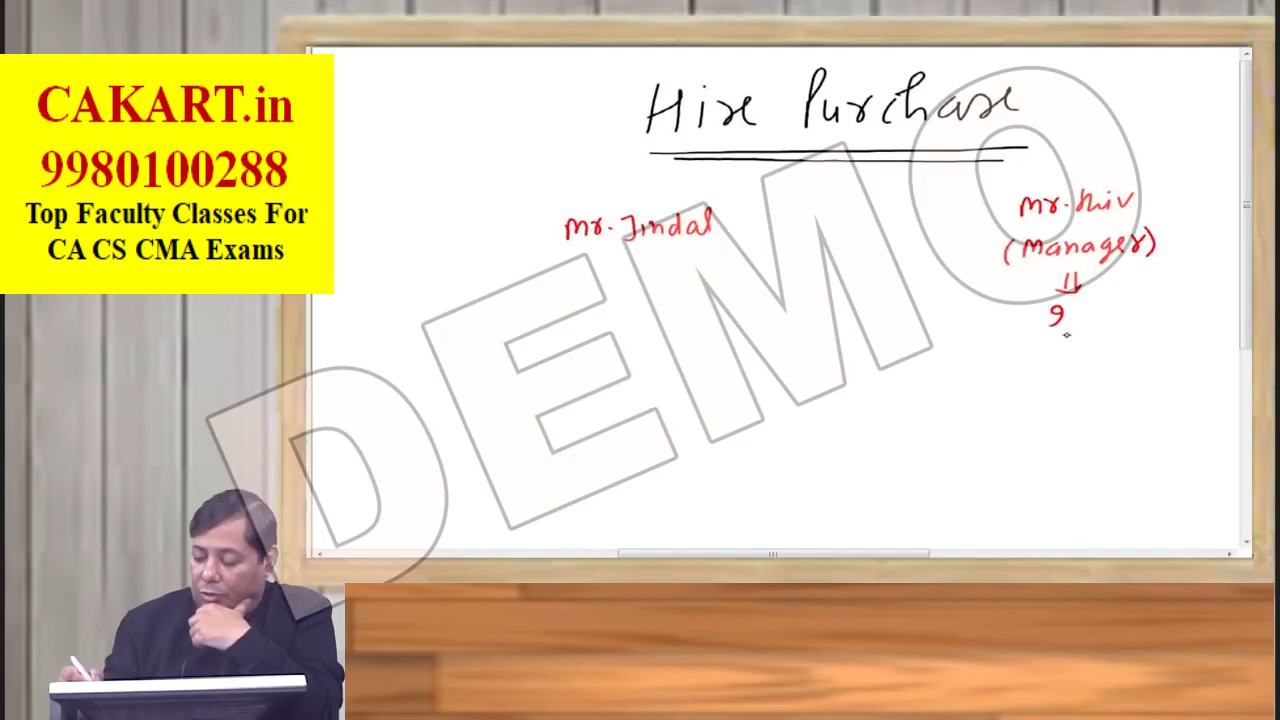 CAKART.in
9980100288
Top Faculty Classes For
CA CS CMA Exams
Hire Purchase
Mr. Jindal
Mr. Shiv
(Manager)
9
DEMO